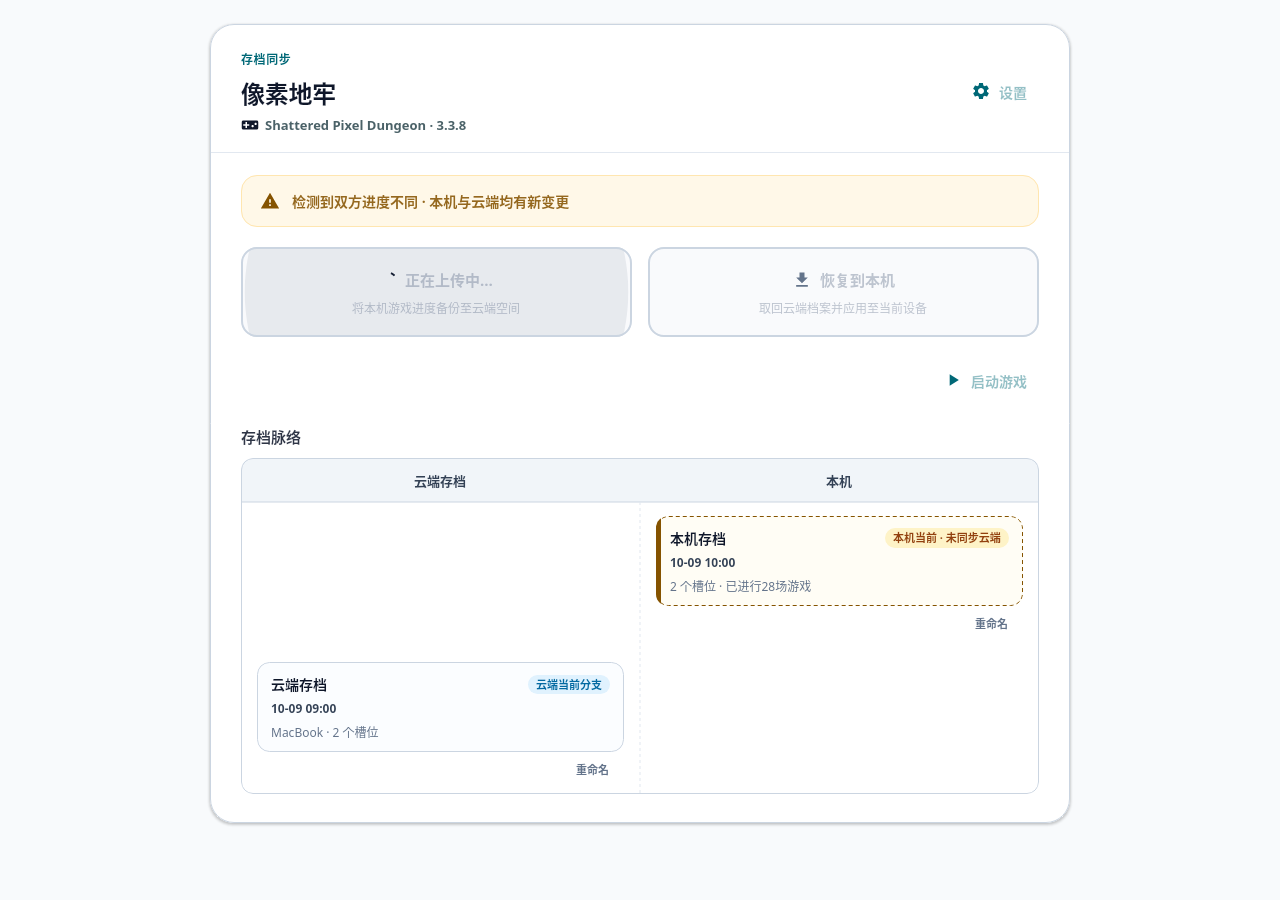 存档同步
像素地牢
设置
Shattered Pixel Dungeon · 3.3.8
检测到双方进度不同 · 本机与云端均有新变更
正在上传中...
将本机游戏进度备份至云端空间
恢复到本机
取回云端档案并应用至当前设备
启动游戏
存档脉络
云端存档
本机
本机存档
本机当前 · 未同步云端
10-09 10:00
2 个槽位 · 已进行28场游戏
重命名
云端存档
云端当前分支
10-09 09:00
MacBook · 2 个槽位
重命名